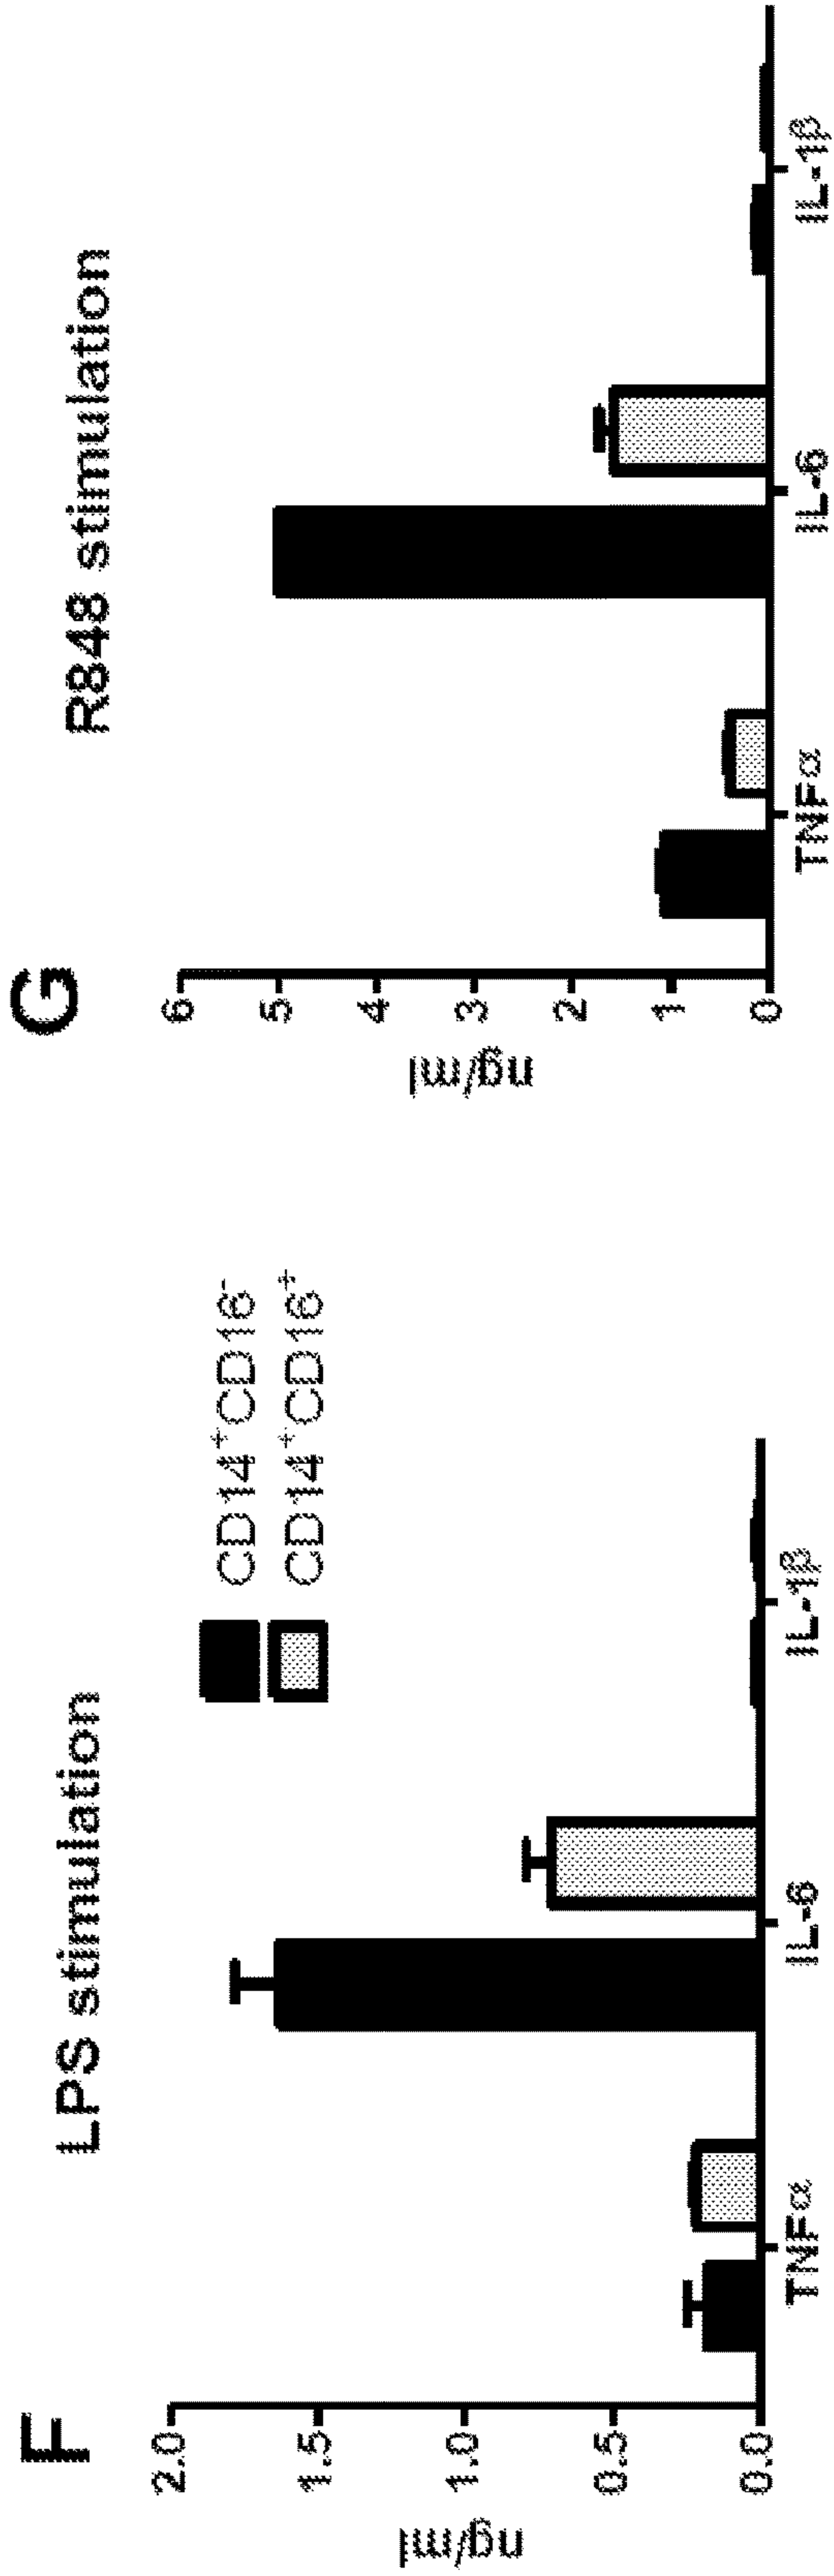 F
LPS stimulation
ng/ml
2.0
1.5
1.0
0.5
0.0
CD14⁺CD16⁻
CD14⁺CD16⁺
TNFα
IL-6
IL-1β
G
R848 stimulation
ng/ml
6
5
4
3
2
1
0
TNFα
IL-6
IL-1β